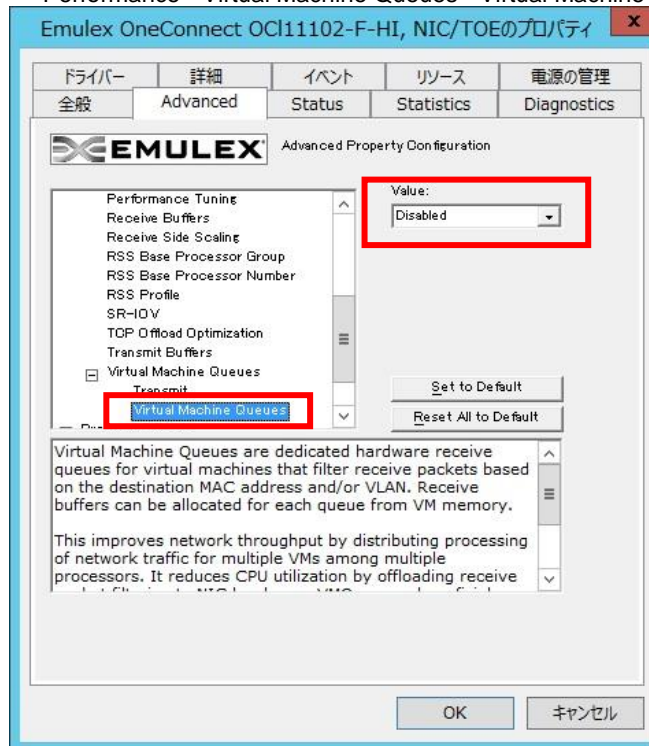 Performance - Virtual Machine Queues - Virtual Machine
Emulex OneConnect OCl11102-F-HI, NIC/TOEのプロパティ x
ドライバー 詳細 イベント リソース 電源の管理
全般 Advanced Status Statistics Diagnostics
EMULEX Advanced Property Configuration
Performance Tuning
Receive Buffers
Receive Side Scaling
RSS Base Processor Group
RSS Base Processor Number
RSS Profile
SR-IOV
TCP Offload Optimization
Transmit Buffers
Virtual Machine Queues
Transmit
Virtual Machine Queues
Value:
Disabled
Set to Default
Reset All to Default
Virtual Machine Queues are dedicated hardware receive
queues for virtual machines that filter receive packets based
on the destination MAC address and/or VLAN. Receive
buffers can be allocated for each queue from VM memory.
This improves network throughput by distributing processing
of network traffic for multiple VMs among multiple
processors. It reduces CPU utilization by offloading receive
OK キャンセル